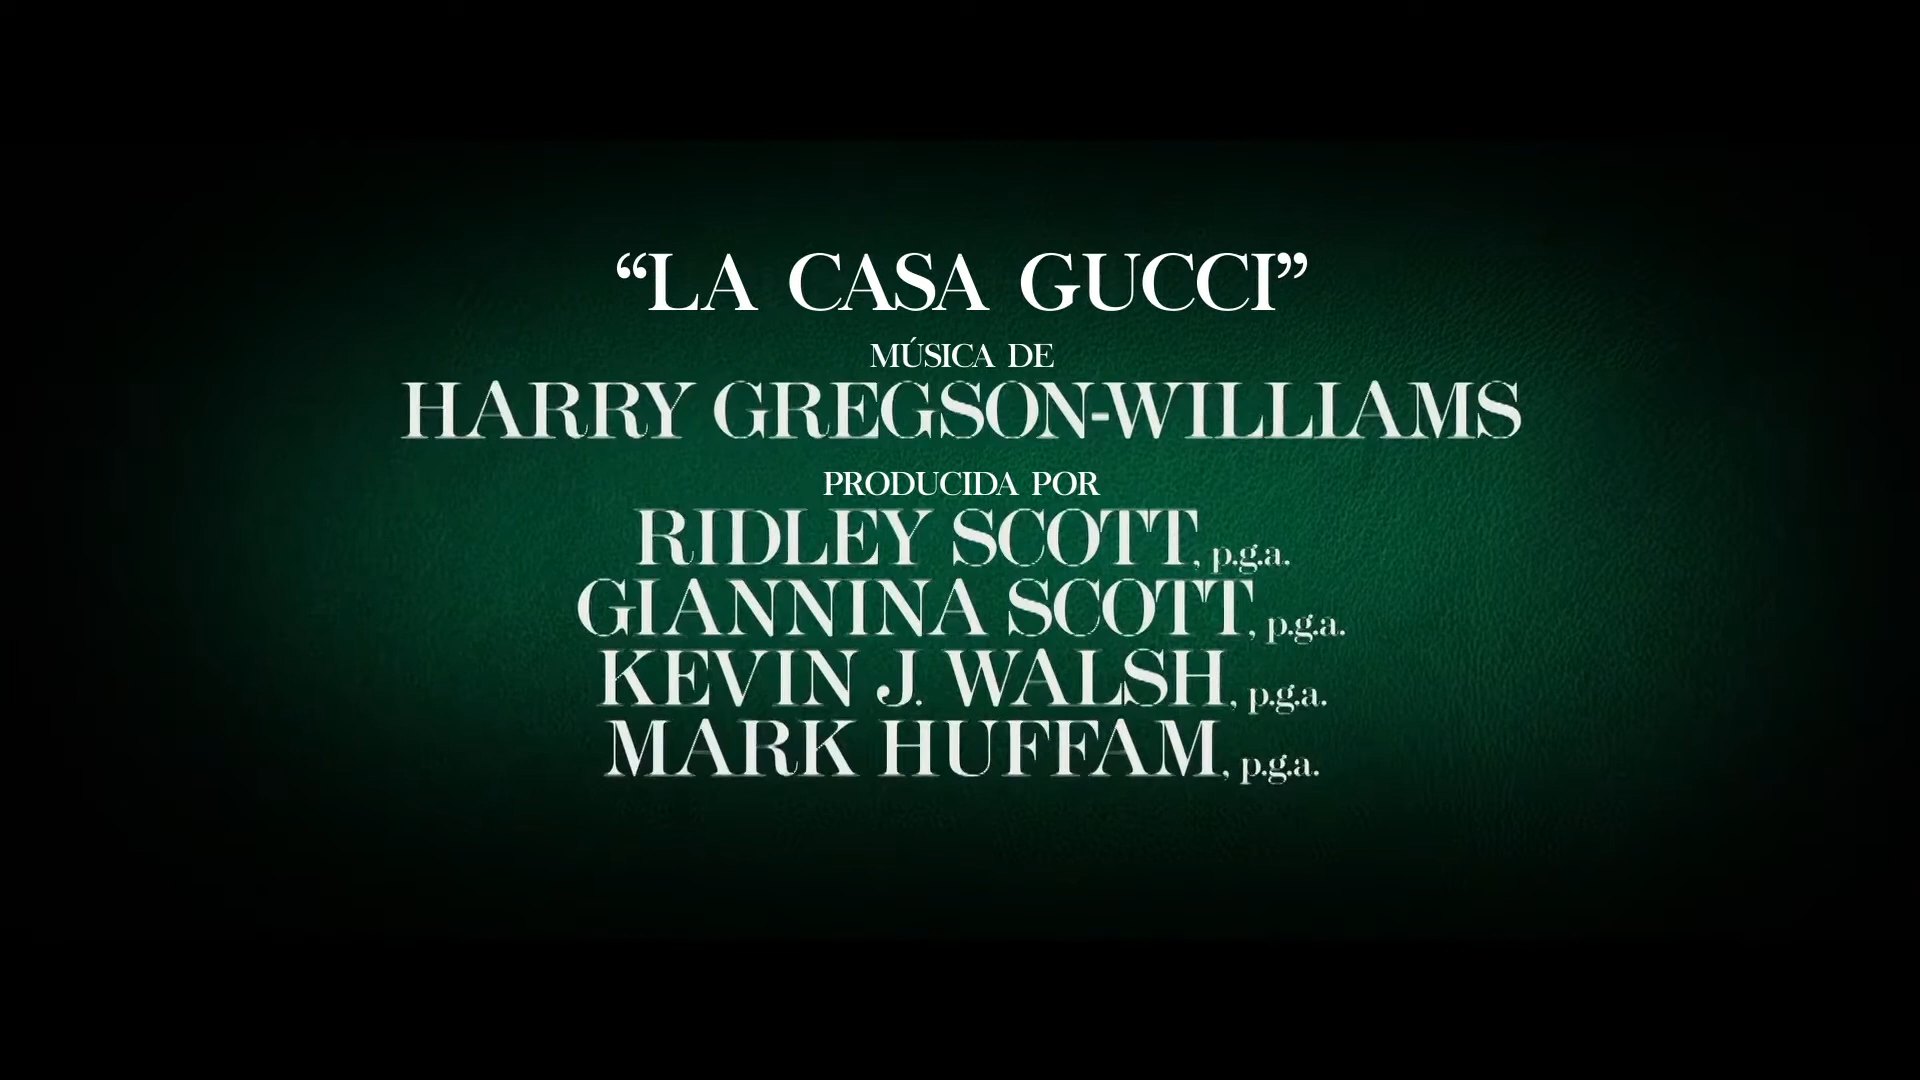 “LA CASA GUCCI”
MÚSICA DE
HARRY GREGSON-WILLIAMS
PRODUCIDA POR
RIDLEY SCOTT, p.g.a.
GIANNINA SCOTT, p.g.a.
KEVIN J. WALSH, p.g.a.
MARK HUFFAM, p.g.a.